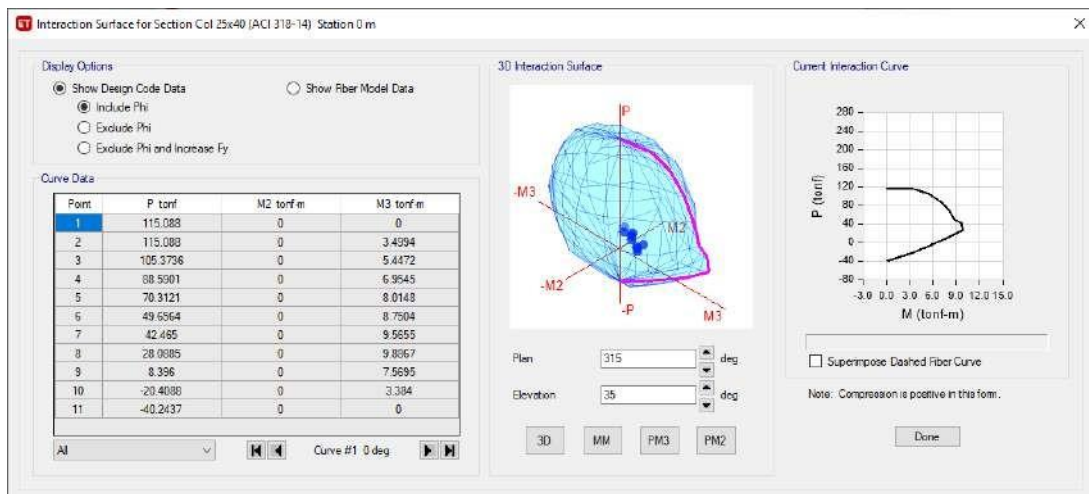 Interaction Surface for Section Col 25x40 (ACI 318-14) Station 0 m
Display Options
Show Design Code Data
Show Fiber Model Data
Include Phi
Exclude Phi
Exclude Phi and Increase Fy
Curve Data
Point P tonf M2 tonf-m M3 tonf-m
1 115.088 0 0
2 115.088 0 3.4994
3 105.3736 0 5.4472
4 88.5901 0 6.9545
5 70.3121 0 8.0148
6 49.6564 0 8.7504
7 42.465 0 9.5655
8 28.0885 0 9.8867
9 8.396 0 7.5695
10 -20.4088 0 3.384
11 -40.2437 0 0
All
Curve #1 0 deg
3D Interaction Surface
P
-M3
M2
-M2
-P
M3
Plan 315 deg
Elevation 35 deg
3D MM PM3 PM2
Current Interaction Curve
280
240
200
160
120
80
40
0
-40
-80
P (tonf)
-3.0 0.0 3.0 6.0 9.0 12.0 15.0
M (tonf-m)
Superimpose Dashed Fiber Curve
Note: Compression is positive in this form.
Done